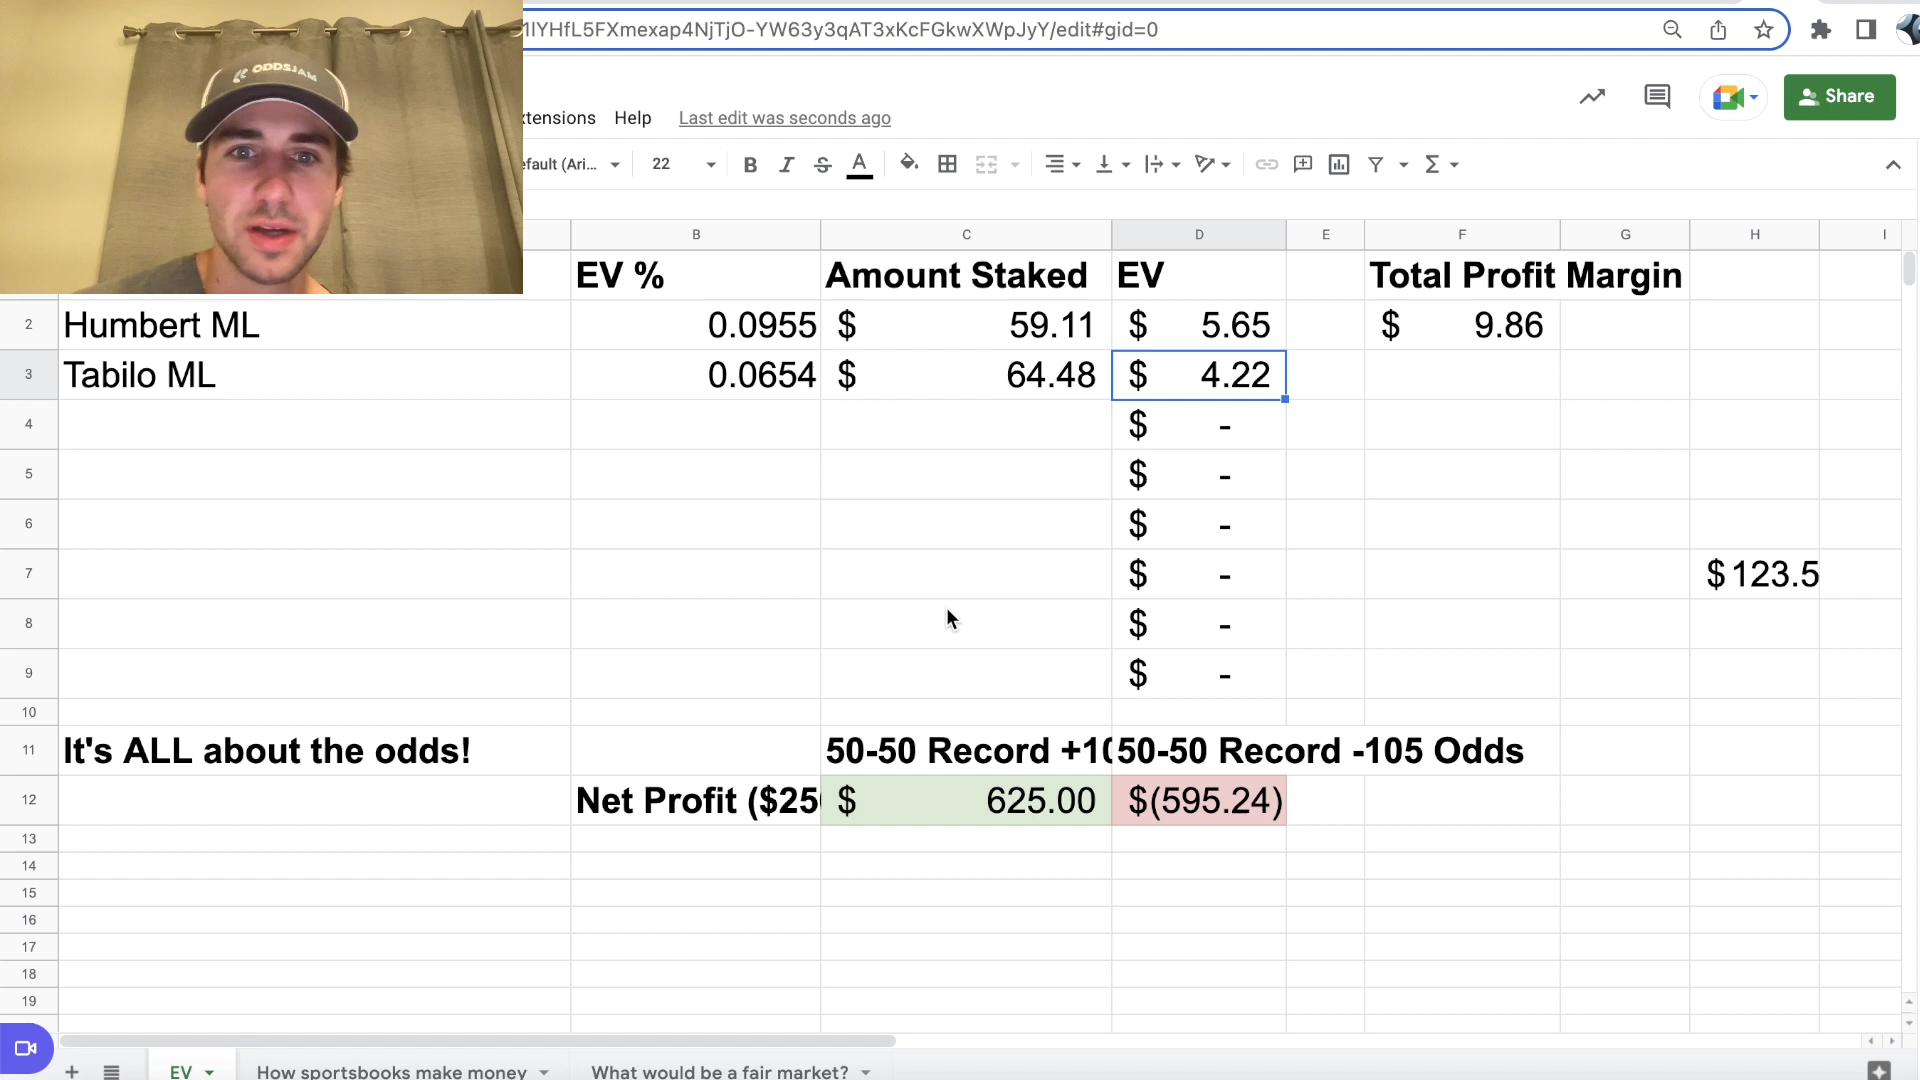 1lYHfL5FXmexap4NjTjO-YW63y3qAT3xKcFGkwXWpJyY/edit#gid=0
ODDSJAM
xtensions Help Last edit was seconds ago
Share
efault (Ari... 22 B I S A
B C D E F G H I
EV % Amount Staked EV Total Profit Margin
2 Humbert ML 0.0955 $ 59.11 $ 5.65 $ 9.86
3 Tabilo ML 0.0654 $ 64.48 $ 4.22
4 $ -
5 $ -
6 $ -
7 $ - $ 123.5
8 $ -
9 $ -
10
11 It's ALL about the odds! 50-50 Record +10 50-50 Record -105 Odds
12 Net Profit ($25 $ 625.00 $(595.24)
13
14
15
16
17
18
19
EV How sportsbooks make money What would be a fair market?